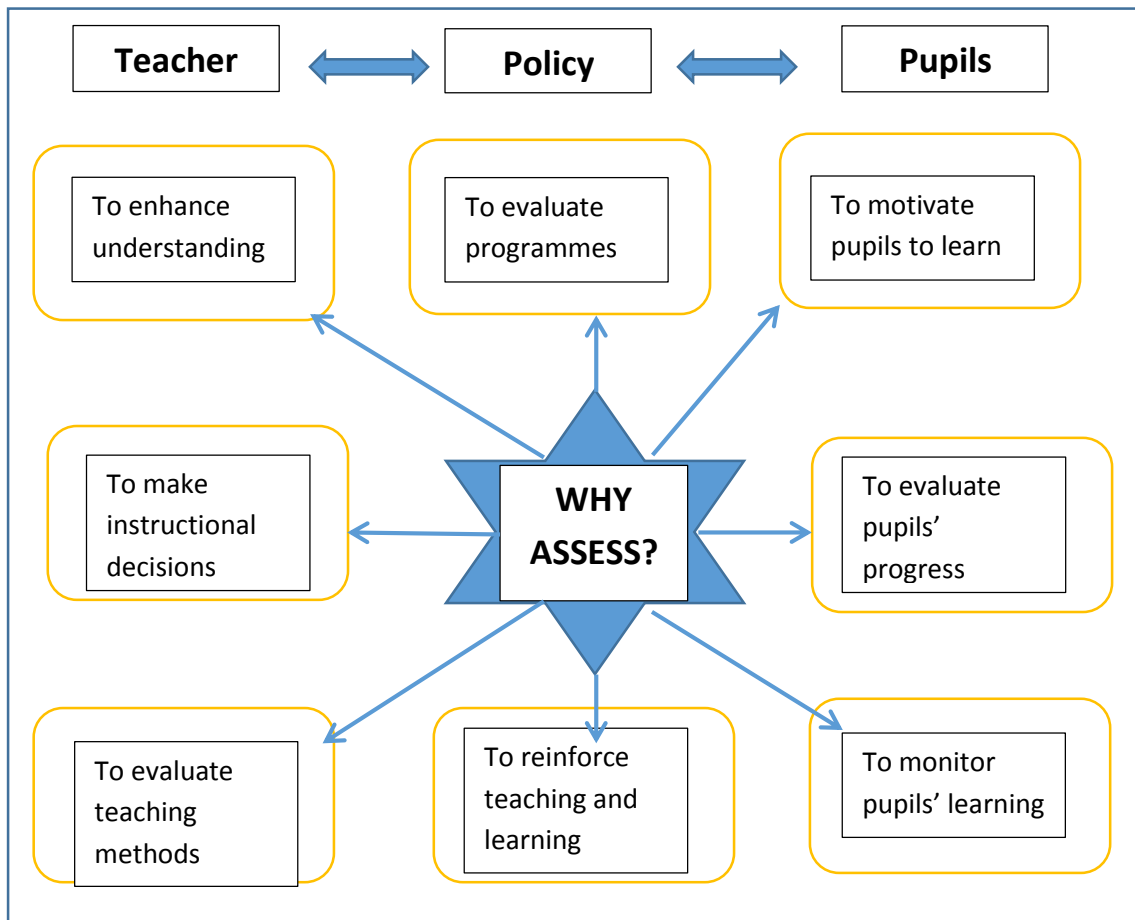 Teacher
Policy
Pupils
To enhance
understanding
To evaluate
programmes
To motivate
pupils to learn
To make
instructional
decisions
WHY
ASSESS?
To evaluate
pupils’
progress
To evaluate
teaching
methods
To reinforce
teaching and
learning
To monitor
pupils’ learning